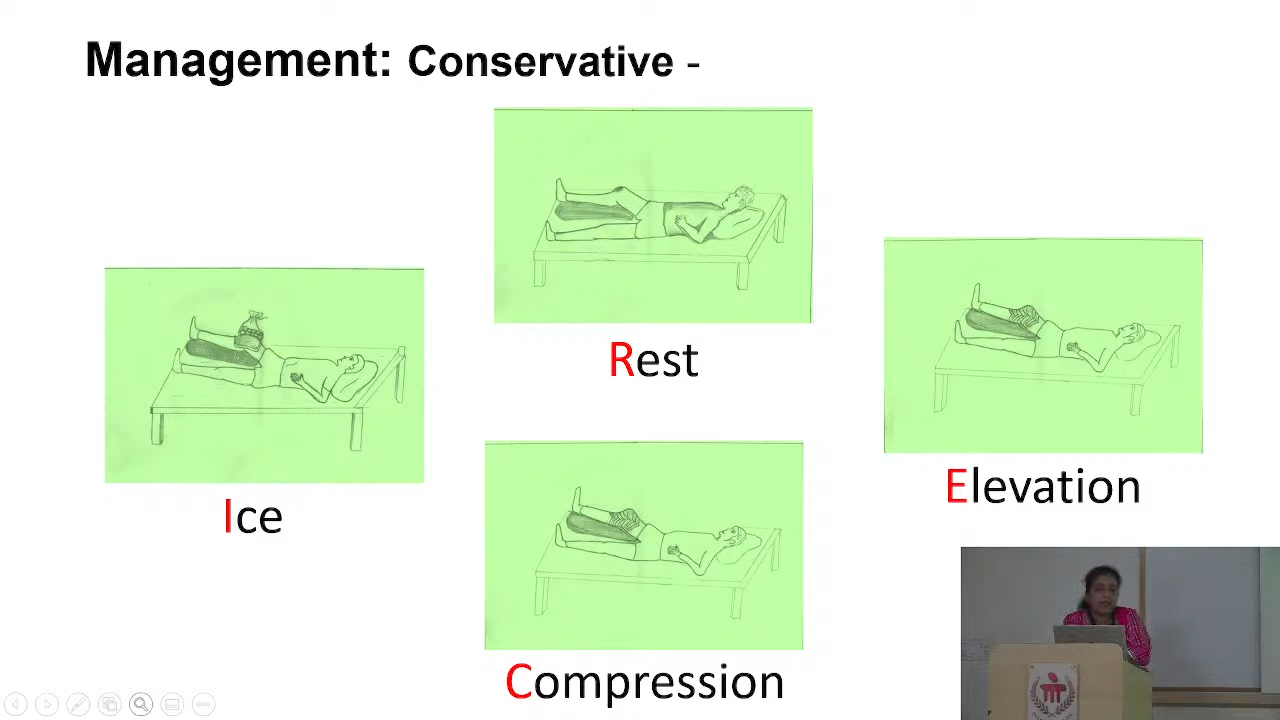 Management: Conservative -
Rest
Ice
Elevation
Compression